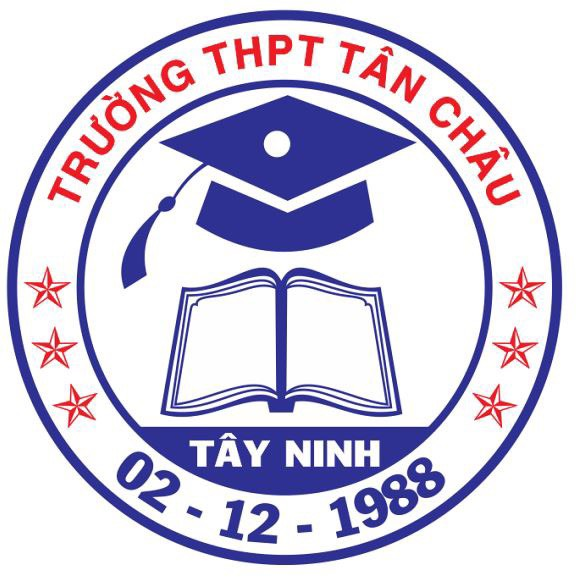 TRƯỜNG THPT TÂN CHÂU
TÂY NINH
02 - 12 - 1988